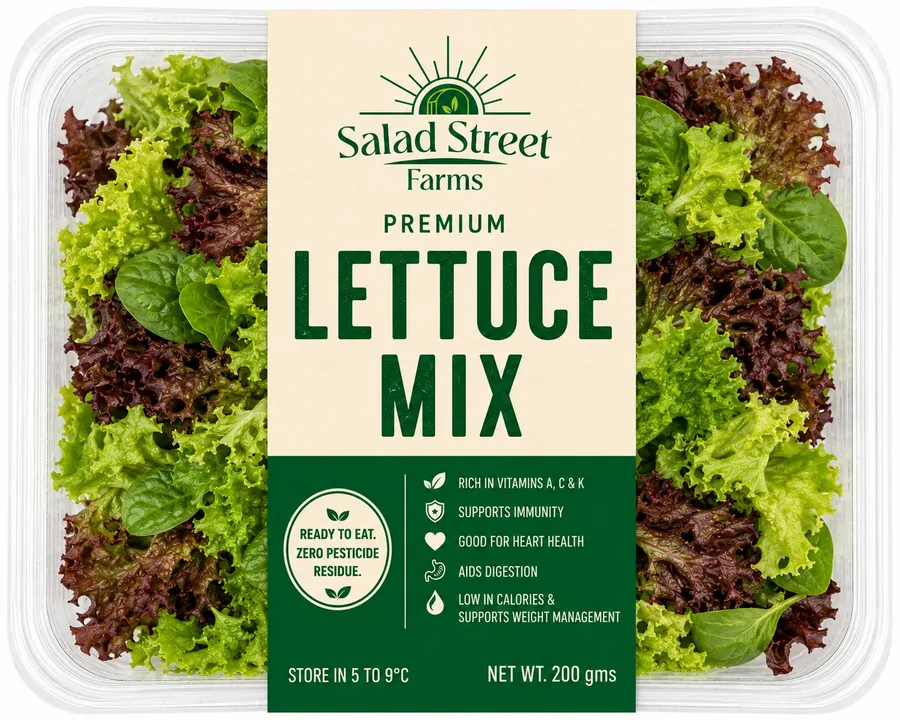 Salad Street
Farms
PREMIUM
LETTUCE
MIX
READY TO EAT.
ZERO PESTICIDE
RESIDUE.
RICH IN VITAMINS A, C & K
SUPPORTS IMMUNITY
GOOD FOR HEART HEALTH
AIDS DIGESTION
LOW IN CALORIES &
SUPPORTS WEIGHT MANAGEMENT
STORE IN 5 TO 9°C
NET WT. 200 gms